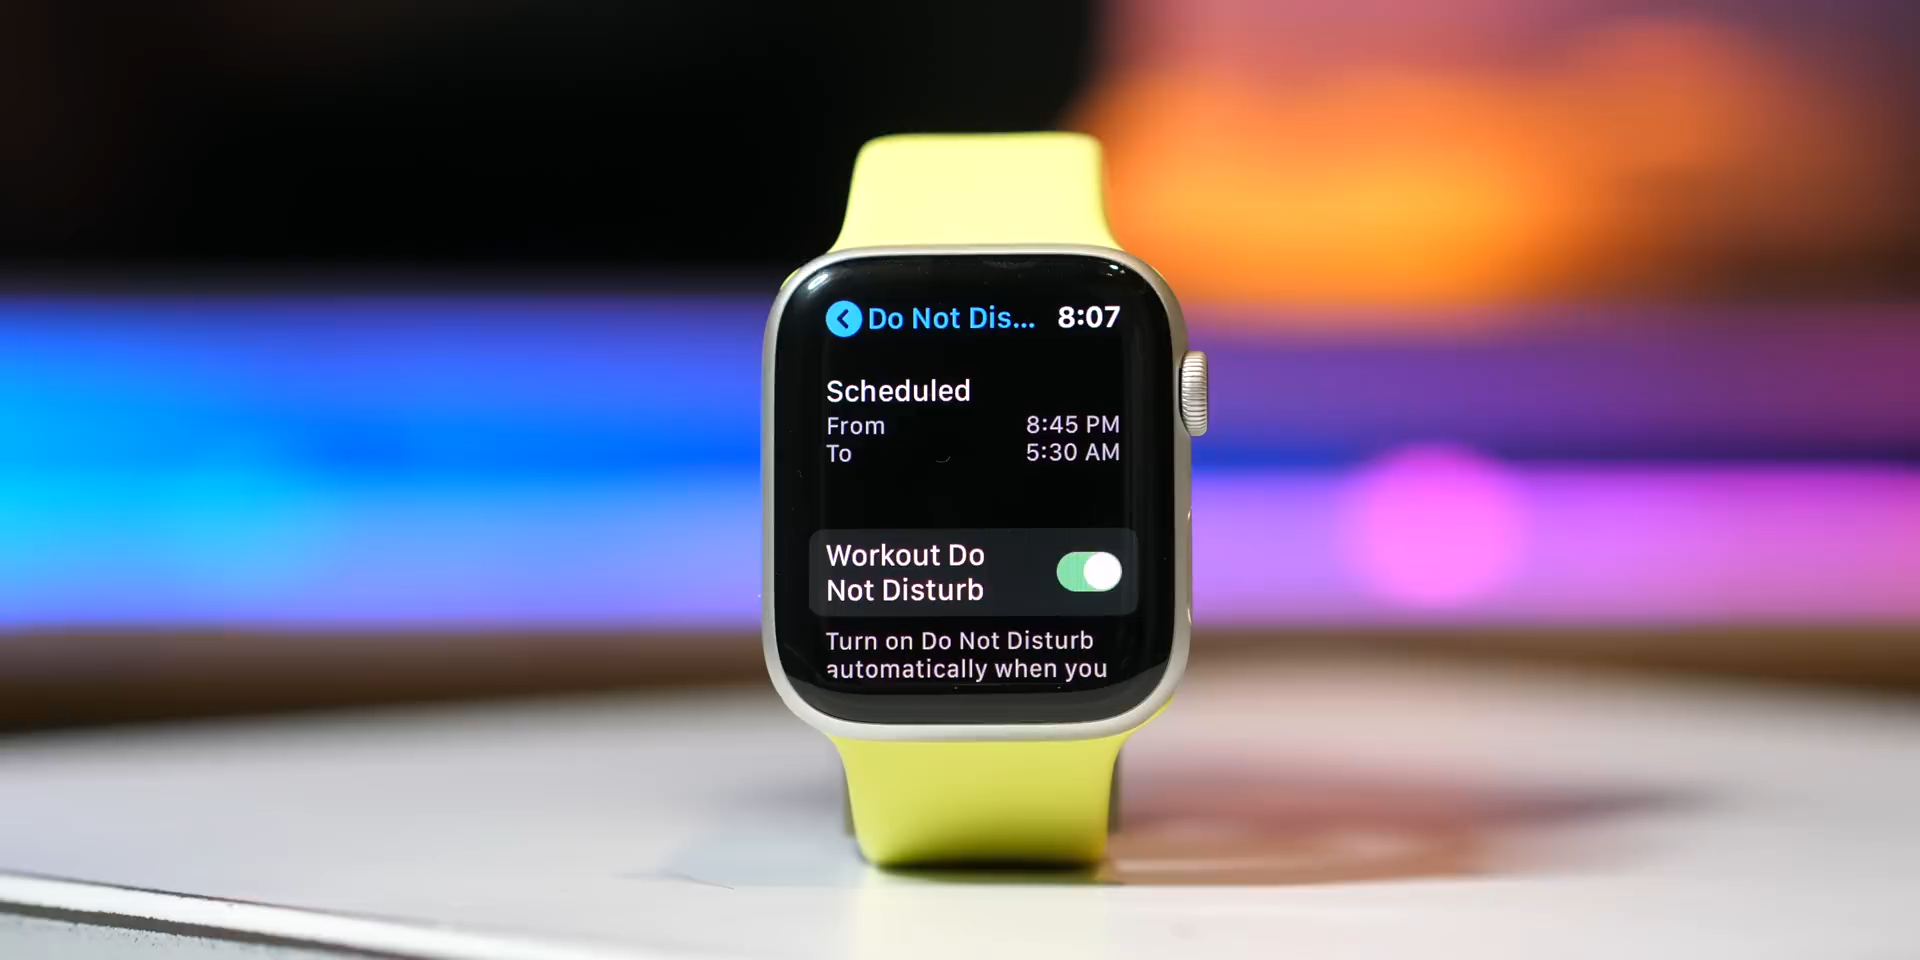 Do Not Dis... 8:07
Scheduled
From 8:45 PM
To 5:30 AM
Workout Do
Not Disturb
Turn on Do Not Disturb
automatically when you